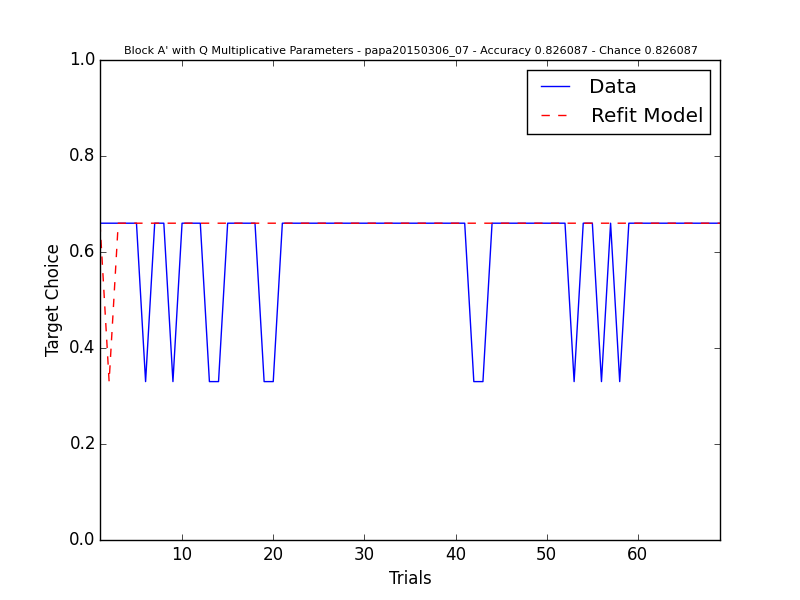 Block A' with Q Multiplicative Parameters - papa20150306_07 - Accuracy 0.826087 - Chance 0.826087
1.0
Data
Refit Model
0.8
0.6
Target Choice
0.4
0.2
0.0
10 20 30 40 50 60
Trials